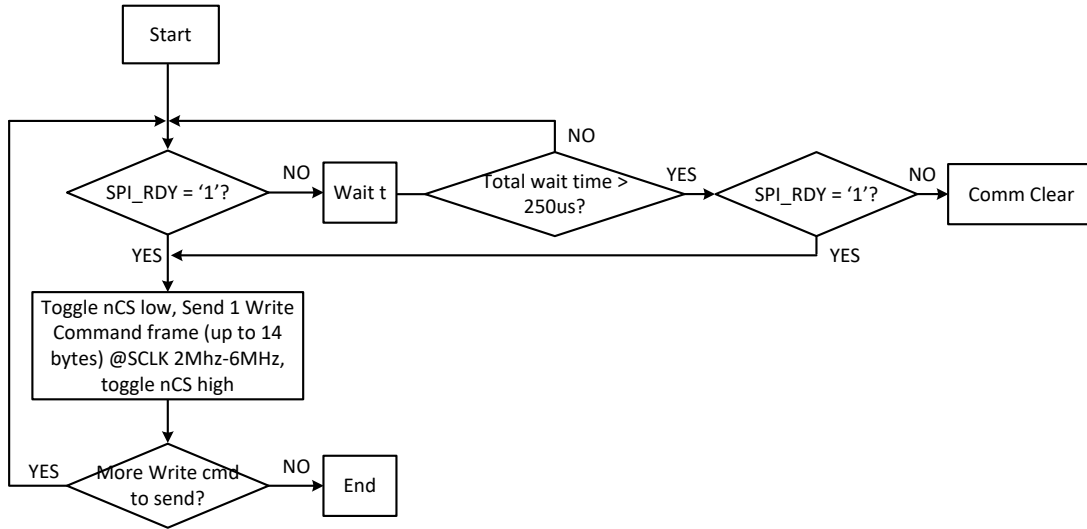 Start
NO
SPI_RDY = ‘1’?
NO
Wait t
Total wait time >
250us?
YES
SPI_RDY = ‘1’?
NO
Comm Clear
YES
YES
Toggle nCS low, Send 1 Write
Command frame (up to 14
bytes) @SCLK 2Mhz-6MHz,
toggle nCS high
YES
More Write cmd
to send?
NO
End